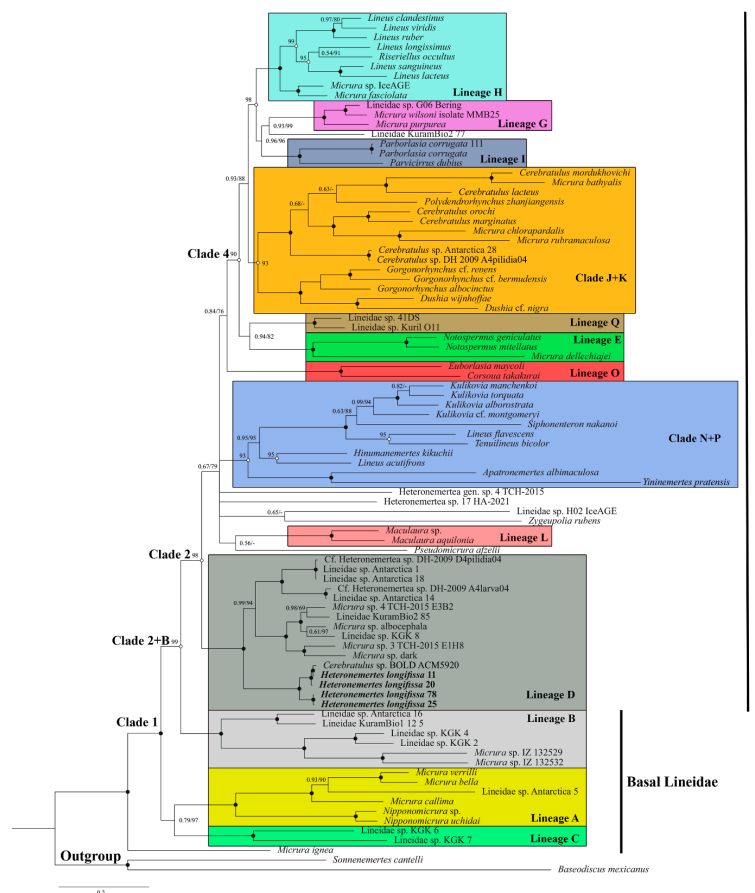 Lineus clandestinus
0.97/80
Lineus viridis
Lineus ruber
99
Lineus longissimus
0.54/91
95
Riseriellus occultus
Lineus sanguineus
Lineus lacteus
Micrura sp. IceAGE
Micrura fasciolata
Lineage H
98
Lineidae sp. G06 Bering
Micrura wilsoni isolate MMB25
0.93/99
Micrura purpurea
Lineage G
Lineidae KuramBio2 77
0.96/96
Parborlasia corrugata 111
Parborlasia corrugata
Parvicirrus dubius
Lineage I
0.93/88
Cerebratulus mordukhovichi
Micrura bathyalis
0.63/-
Cerebratulus lacteus
Polydendrorhynchus zhanjiangensis
0.68/-
Cerebratulus orochi
Cerebratulus marginatus
Micrura chlorapardalis
Micrura rubramaculosa
Clade 4
90
Cerebratulus sp. Antarctica 28
Cerebratulus sp. DH 2009 A4pilidia04
93
Gorgonorhynchus cf. repens
Gorgonorhynchus cf. bermudensis
Clade J+K
Gorgonorhynchus albocinctus
Dushia wijnhoffae
Dushia cf. nigra
0.84/76
Lineidae sp. 41DS
Lineidae sp. Kuril O11
Lineage Q
0.94/82
Notospermus geniculatus
Notospermus mitellatus
Lineage E
Micrura dellechiajei
Euborlasia maycoli
Corsoua takakurai
Lineage O
0.82/-
Kulikovia manchenkoi
Kulikovia torquata
0.99/94
Kulikovia alborostrata
0.63/88
Kulikovia cf. montgomeryi
Siphonenteron nakanoi
95
Lineus flavescens
Tenuilineus bicolor
Clade N+P
0.95/95
Hinumanemertes kikuchii
93
95
Lineus acutifrons
Apatronemertes albimaculosa
Yininemertes pratensis
0.67/79
Heteronemertea gen. sp. 4 TCH-2015
Heteronemertea sp. 17 HA-2021
0.65/-
Lineidae sp. H02 IceAGE
Zygeupolia rubens
Maculaura sp.
Maculaura aquilonia
Lineage L
0.56/-
Pseudomicrura afzelii
Clade 2
98
Cf. Heteronemertea sp. DH-2009 D4pilidia04
Lineidae sp. Antarctica 1
Lineidae sp. Antarctica 18
Cf. Heteronemertea sp. DH-2009 A4larva04
Lineidae sp. Antarctica 14
0.99/94
0.98/69
Micrura sp. 4 TCH-2015 E3B2
Lineidae KuramBio2 85
Micrura sp. albocephala
0.61/97
Lineidae sp. KGK 8
Micrura sp. 3 TCH-2015 E1H8
Micrura sp. dark
Clade 2+B
99
Cerebratulus sp. BOLD ACM5920
Heteronemertes longifissa 11
Heteronemertes longifissa 20
Heteronemertes longifissa 78
Heteronemertes longifissa 25
Lineage D
Lineidae sp. Antarctica 16
Lineidae KuramBio1 12 5
Lineage B
Lineidae sp. KGK 4
Lineidae sp. KGK 2
Micrura sp. IZ 132529
Micrura sp. IZ 132532
Clade 1
Basal Lineidae
Micrura verrilli
0.93/90
Micrura bella
Lineidae sp. Antarctica 5
Micrura callima
Nipponomicrura sp.
Nipponomicrura uchidai
Lineage A
0.79/97
Lineidae sp. KGK 6
Lineidae sp. KGK 7
Lineage C
Micrura ignea
Outgroup
Sonnenemertes cantelli
Baseodiscus mexicanus
0.2